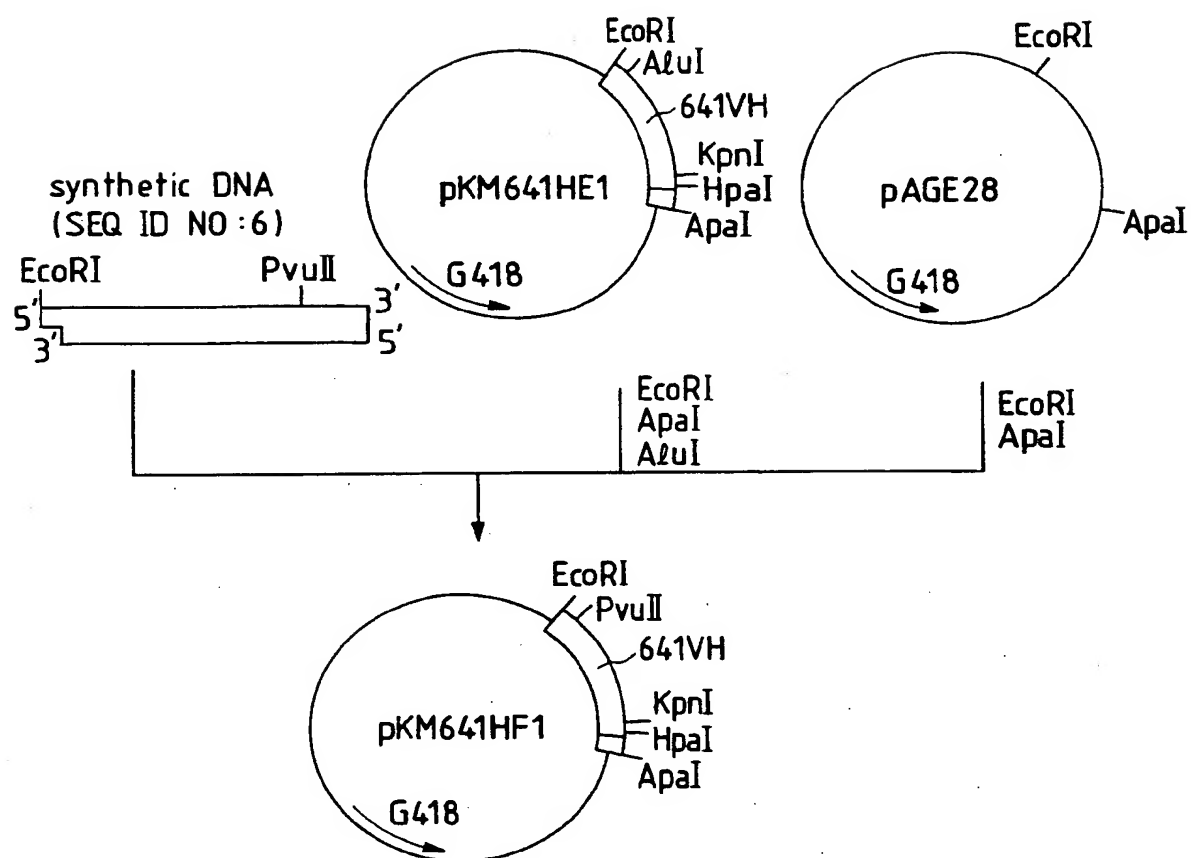 synthetic DNA
(SEQ ID NO:6)
EcoRI
PvuII
5'
3'
3'
5'
EcoRI
AluI
641VH
KpnI
HpaI
ApaI
pKM641HE1
G418
EcoRI
ApaI
pAGE28
G418
EcoRI
ApaI
AluI
EcoRI
ApaI
EcoRI
PvuII
641VH
KpnI
HpaI
ApaI
pKM641HF1
G418